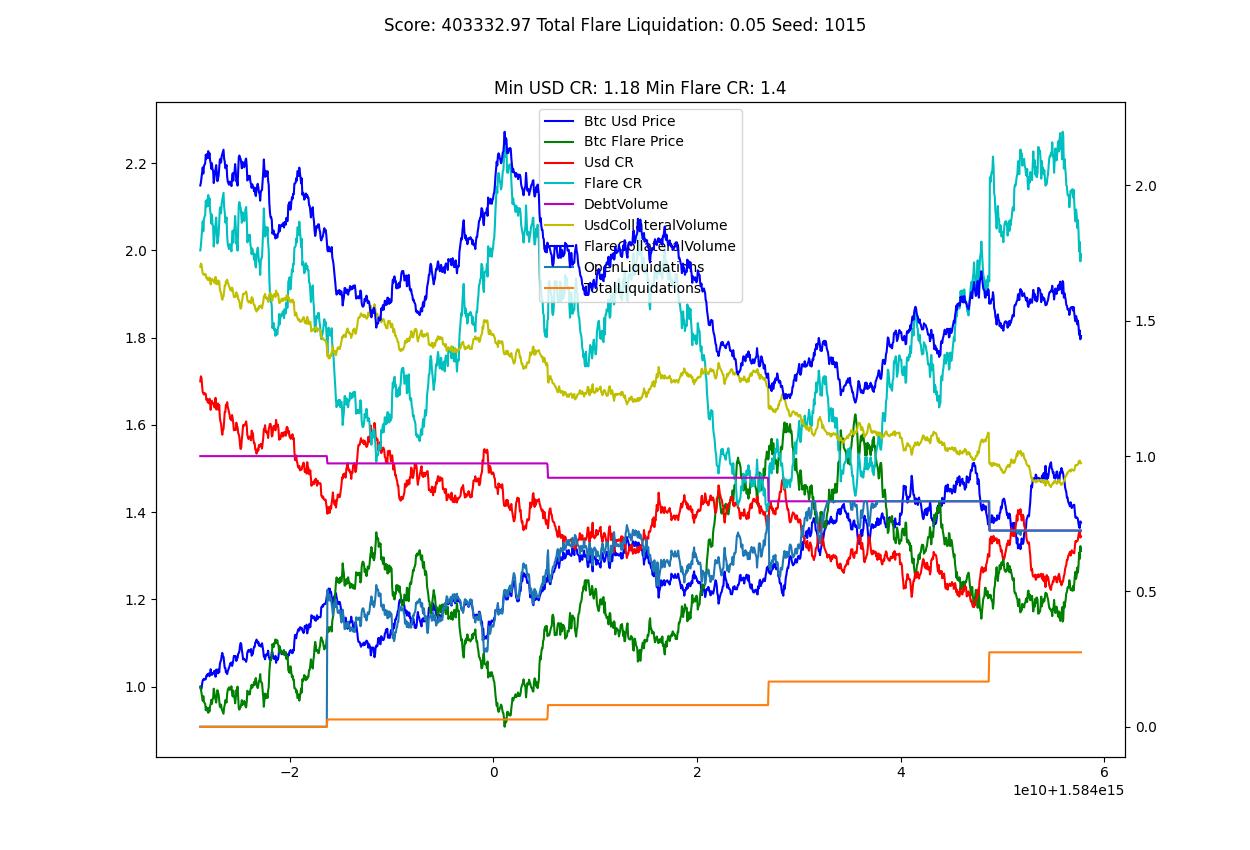 Score: 403332.97 Total Flare Liquidation: 0.05 Seed: 1015
Min USD CR: 1.18 Min Flare CR: 1.4
Btc Usd Price
Btc Flare Price
Usd CR
Flare CR
DebtVolume
UsdCollateralVolume
FlareCollateralVolume
OpenLiquidations
TotalLiquidations
2.2
2.0
1.8
1.6
1.4
1.2
1.0
2.0
1.5
1.0
0.5
0.0
−2
0
2
4
6
1e10+1.584e15